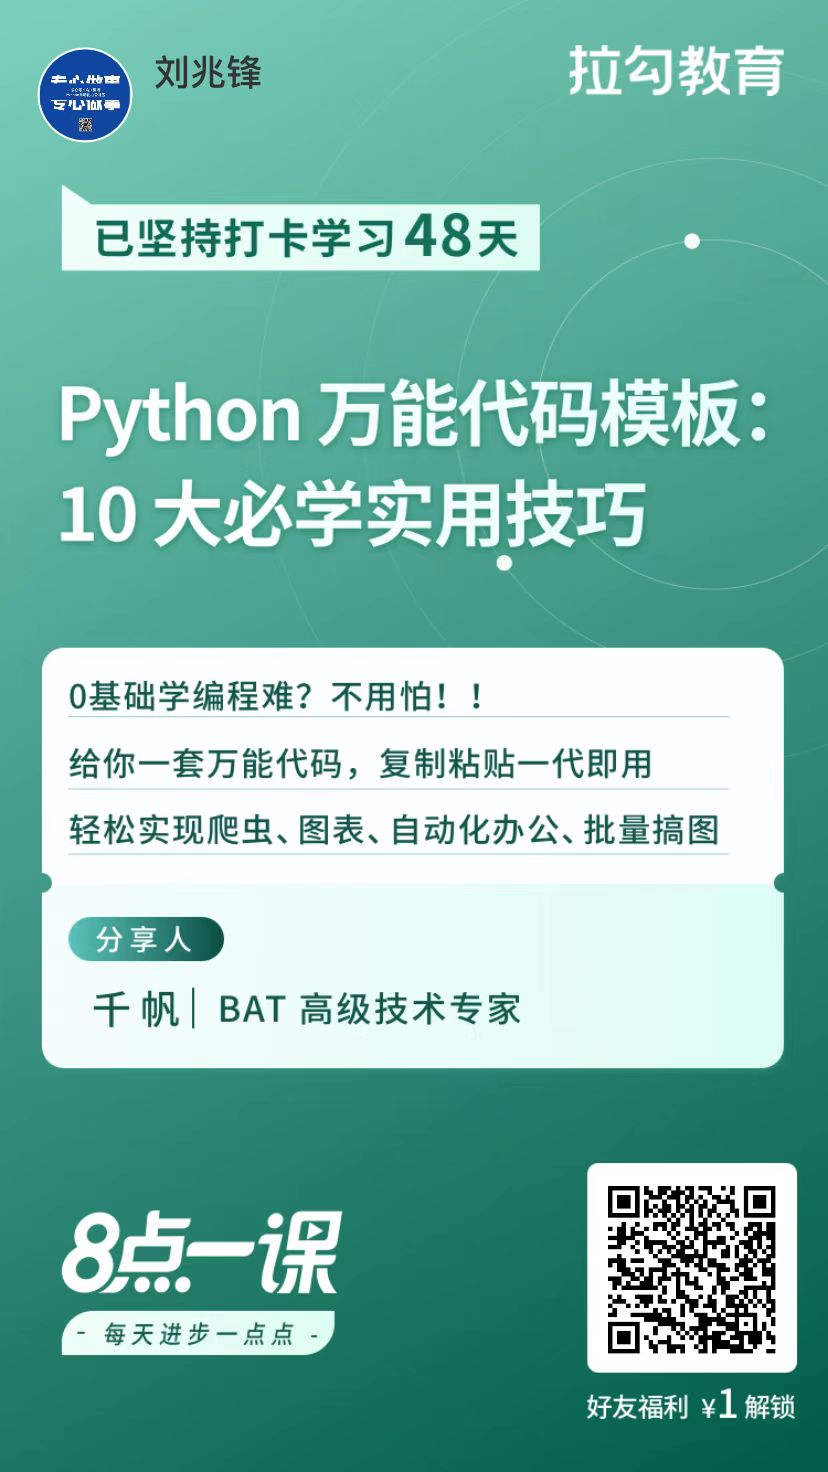 刘兆锋
拉勾教育
专心做事
已坚持打卡学习48天
Python 万能代码模板：
10 大必学实用技巧
0基础学编程难？不用怕！！
给你一套万能代码，复制粘贴一代即用
轻松实现爬虫、图表、自动化办公、批量搞图
分享人
千帆 | BAT 高级技术专家
8点一课
- 每天进步一点点 -
好友福利 ¥1 解锁